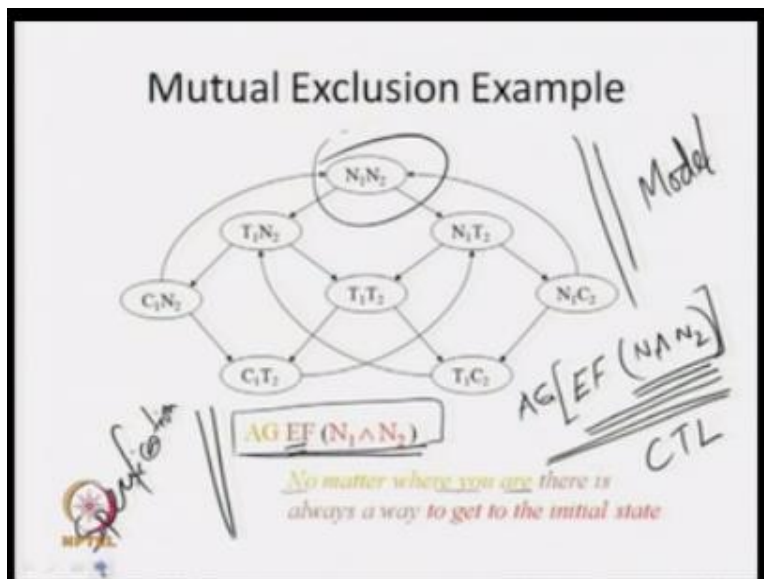 Mutual Exclusion Example
N₁N₂
Model
T₁N₂
N₁T₂
C₁N₂
T₁T₂
N₁C₂
C₁T₂
T₁C₂
AG[EF (N∧N₂)]
CTL
AG EF (N₁ ∧ N₂)
No matter where you are there is
always a way to get to the initial state
NPTEL